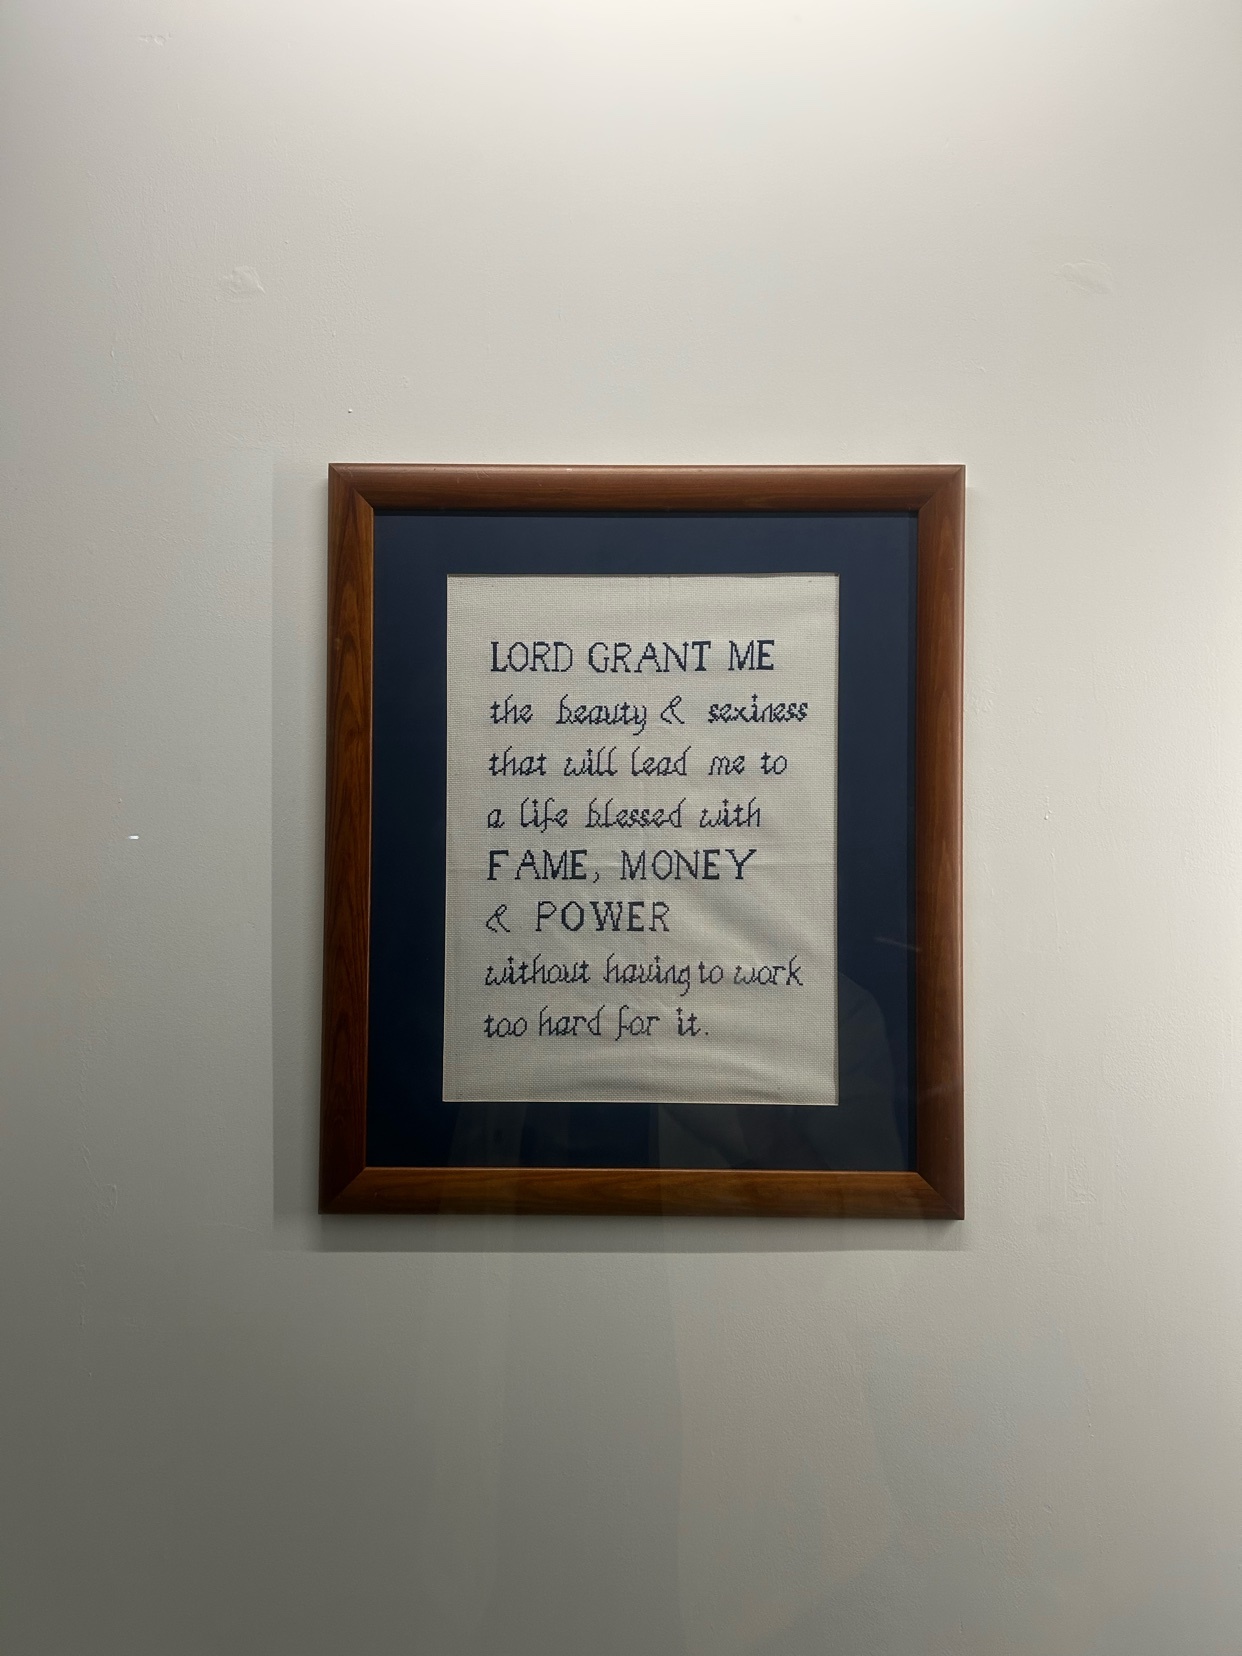 LORD GRANT ME
the beauty & sexiness
that will lead me to
a life blessed with
FAME, MONEY
& POWER
without having to work
too hard for it.